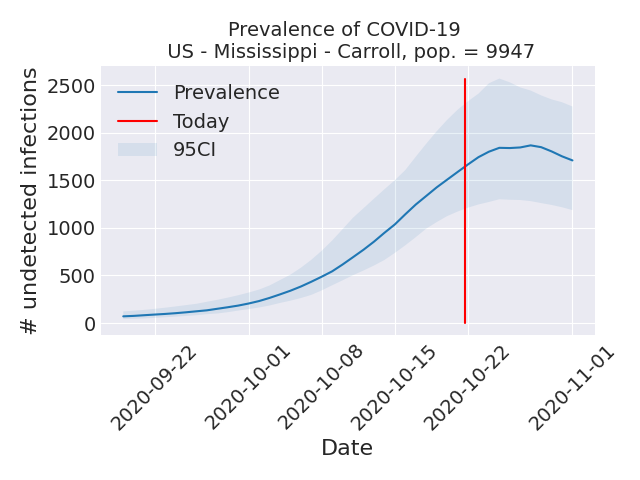 Prevalence of COVID-19
US - Mississippi - Carroll, pop. = 9947
# undetected infections
2500
2000
1500
1000
500
0
Prevalence
Today
95CI
2020-09-22
2020-10-01
2020-10-08
2020-10-15
2020-10-22
2020-11-01
Date